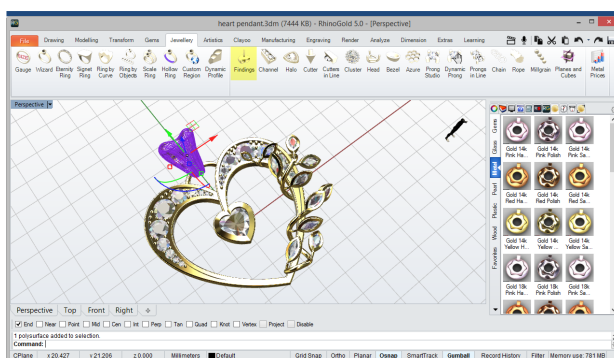 heart pendant.3dm (7444 KB) - RhinoGold 5.0 - [Perspective]
File Drawing Modelling Transform Gems Jewellery Artistics Clayoo Manufacturing Engraving Render Analyze Dimension Extras Learning
Gauge Wizard Eternity Ring Signet Ring Ring by Curve Ring by Objects Scale Ring Hollow Ring Custom Region Dynamic Profile Findings Channel Halo Cutter Cutters in Line Cluster Head Bezel Azure Prong Studio Dynamic Prong Prongs in Line Chain Rope Millgrain Planes and Cubes Metal Prices
Perspective
Gems
Glass
Metal
Pearl
Plastic
Wood
Favorites
Gold 14k Pink Ha... Gold 14k Pink Polish Gold 14k Pink Sa...
Gold 14k Red Ha... Gold 14k Red Polish Gold 14k Red Sa...
Gold 14k Yellow H... Gold 14k Yellow ... Gold 14k Yellow Sa...
Gold 18k Pink Ha... Gold 18k Pink Polish Gold 18k Pink Sa...
Perspective Top Front Right
End Near Point Mid Cen Int Perp Tan Quad Knot Vertex Project Disable
1 polysurface added to selection.
Command:
CPlane x 20.427 y 21.206 z 0.000 Millimeters Default Grid Snap Ortho Planar Osnap SmartTrack Gumball Record History Filter Memory use: 781 MB